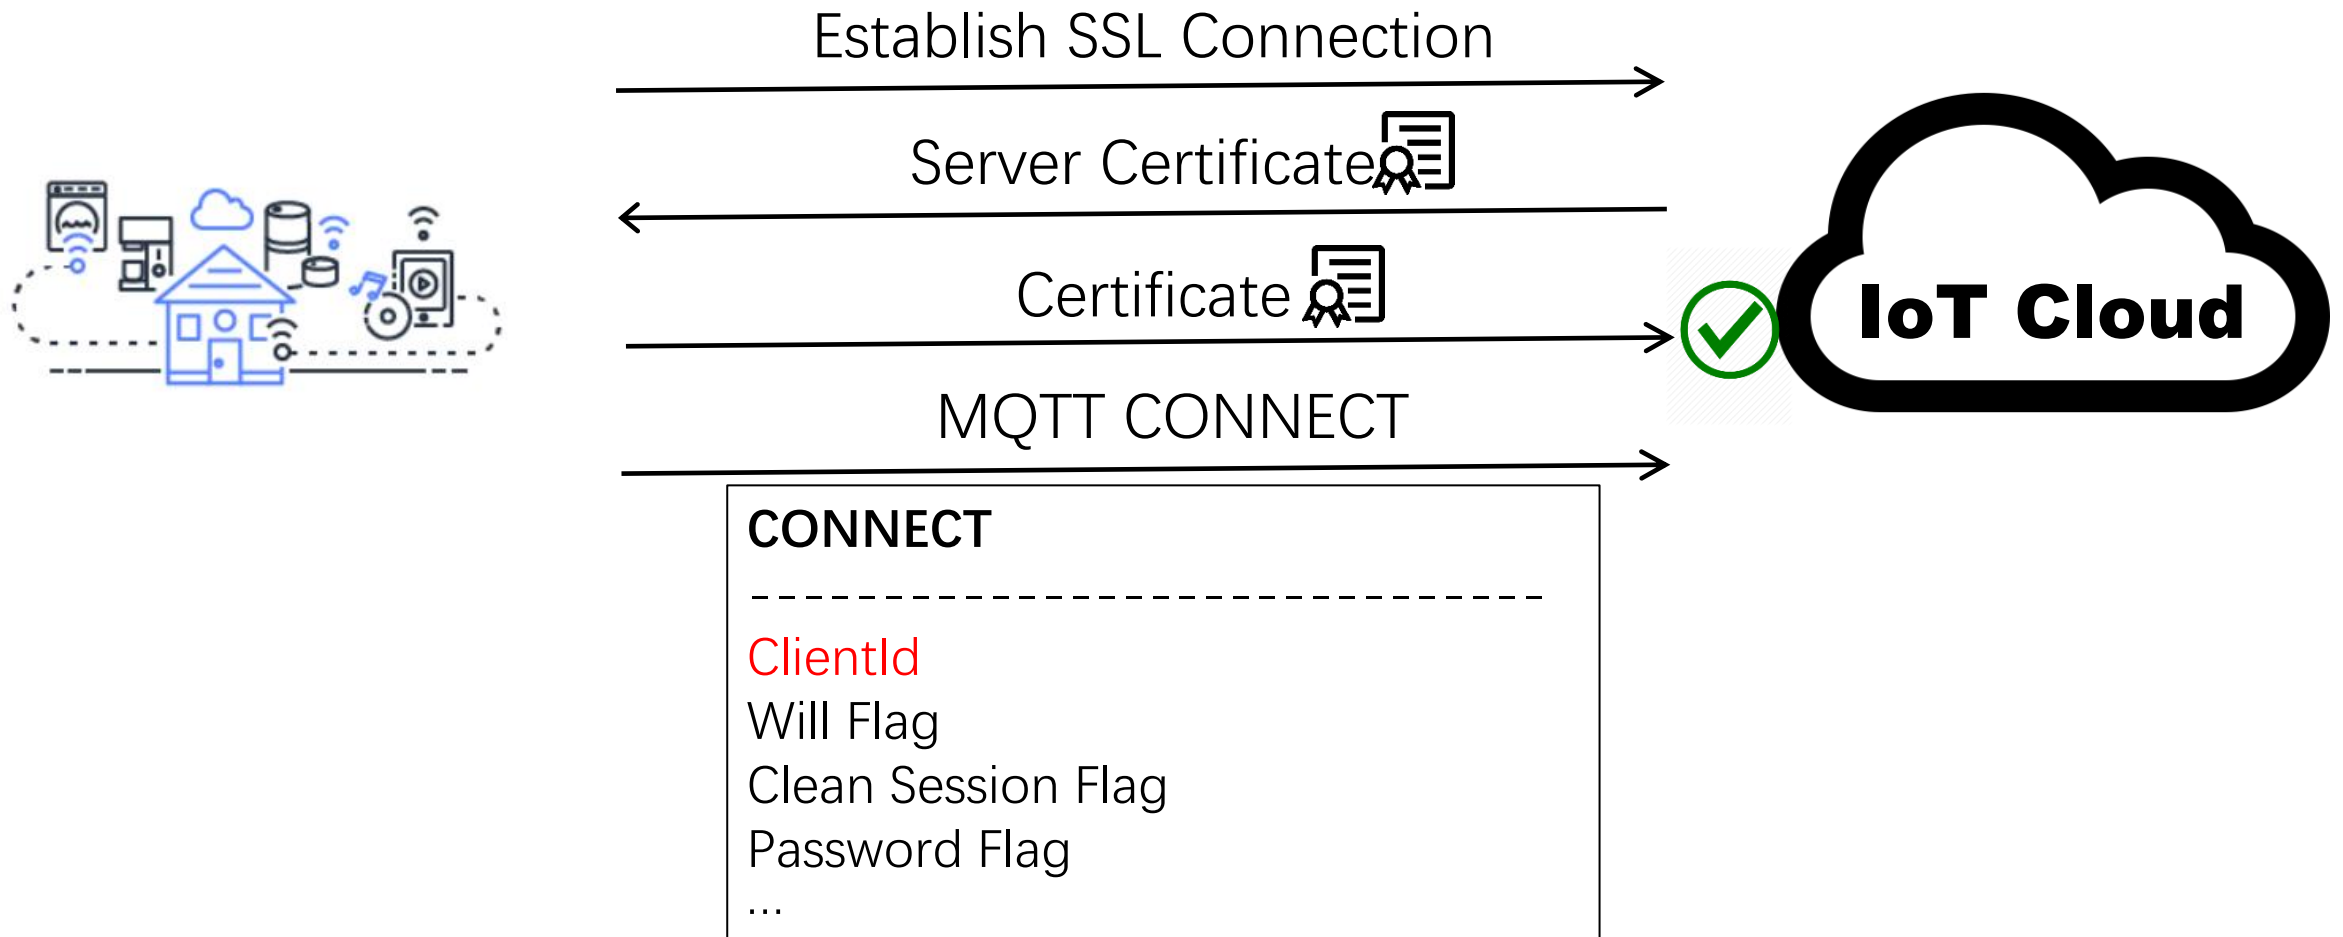 Establish SSL Connection
Server Certificate
Certificate
IoT Cloud
MQTT CONNECT
CONNECT
ClientId
Will Flag
Clean Session Flag
Password Flag
...